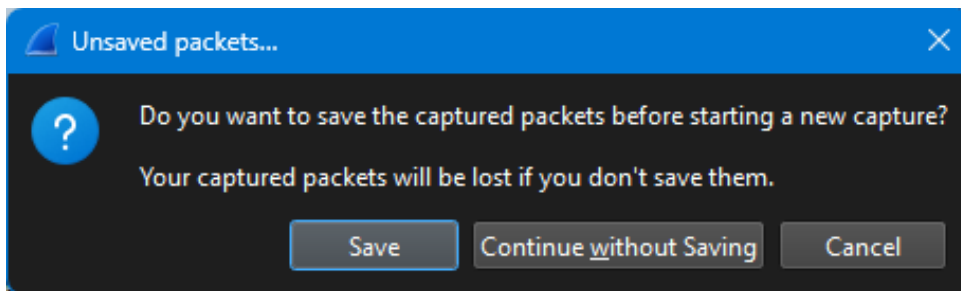 Unsaved packets...
Do you want to save the captured packets before starting a new capture?
Your captured packets will be lost if you don't save them.
Save
Continue without Saving
Cancel